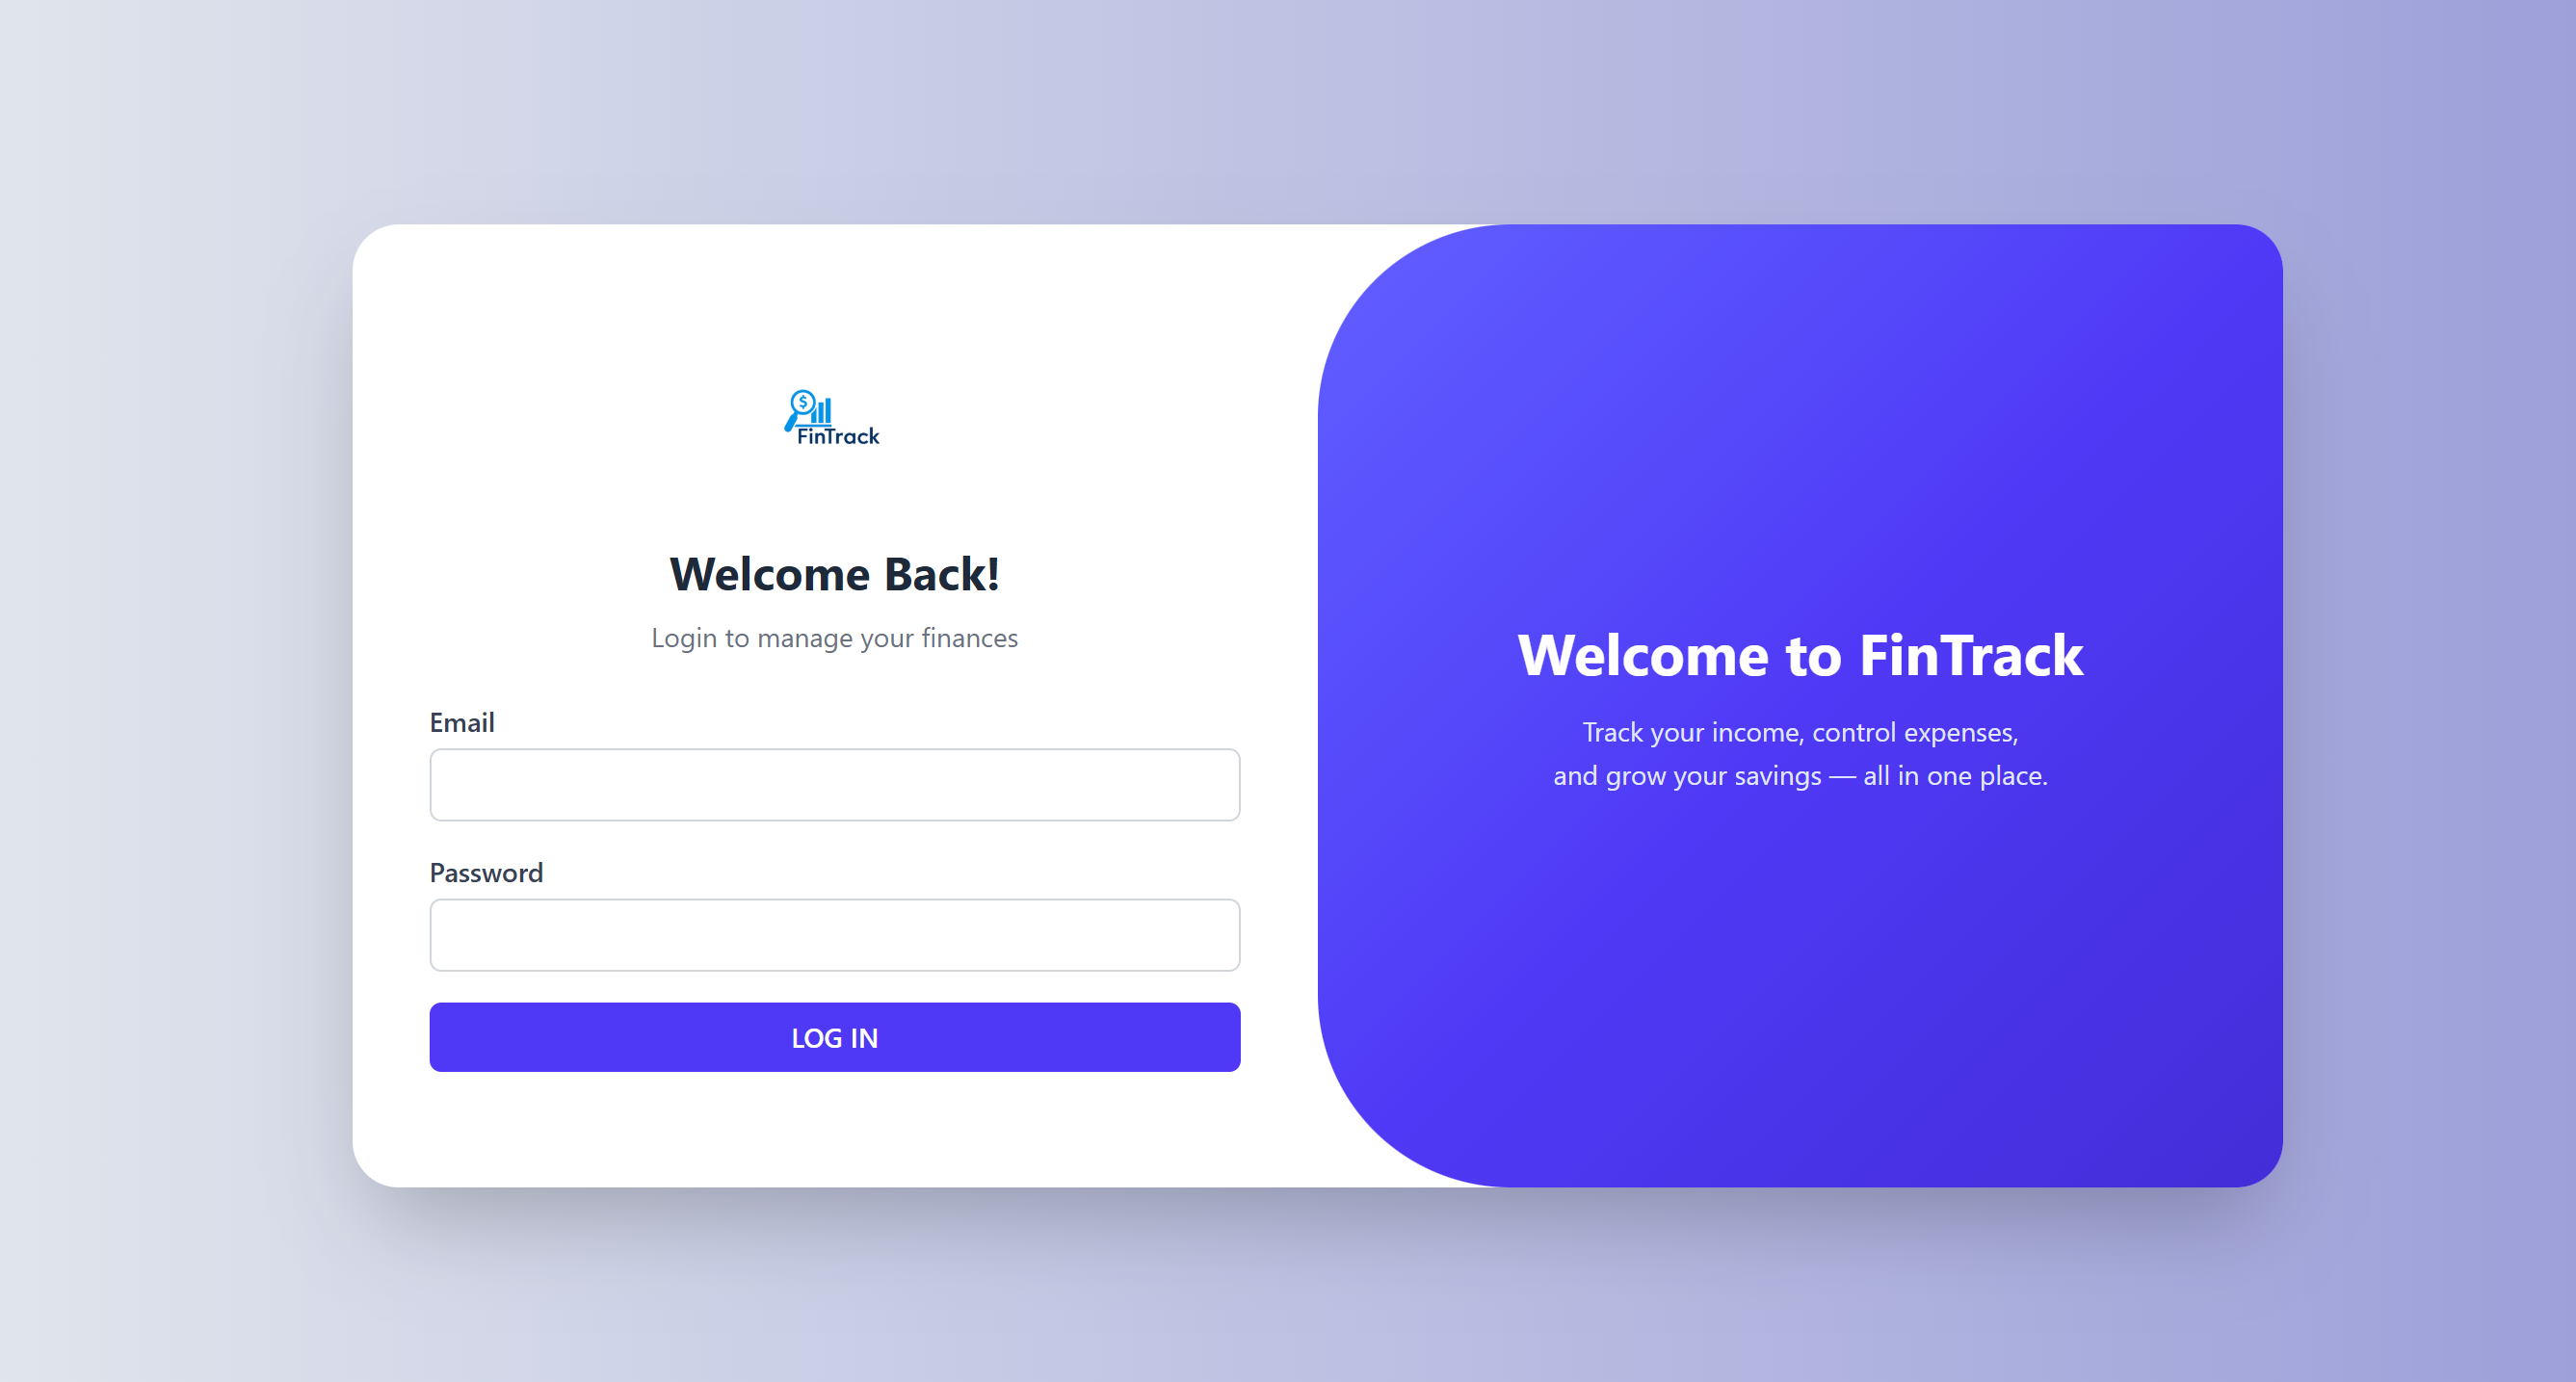 $
FinTrack
Welcome Back!
Login to manage your finances
Email
Password
LOG IN
Welcome to FinTrack
Track your income, control expenses,
and grow your savings — all in one place.